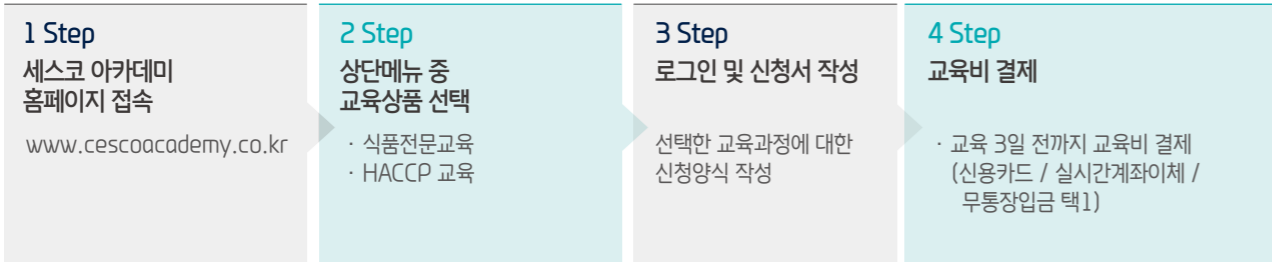 1 Step
세스코 아카데미
홈페이지 접속
www.cescoacademy.co.kr
2 Step
상단메뉴 중
교육상품 선택
· 식품전문교육
· HACCP 교육
3 Step
로그인 및 신청서 작성
선택한 교육과정에 대한
신청양식 작성
4 Step
교육비 결제
· 교육 3일 전까지 교육비 결제
(신용카드 / 실시간계좌이체 /
무통장입금 택1)